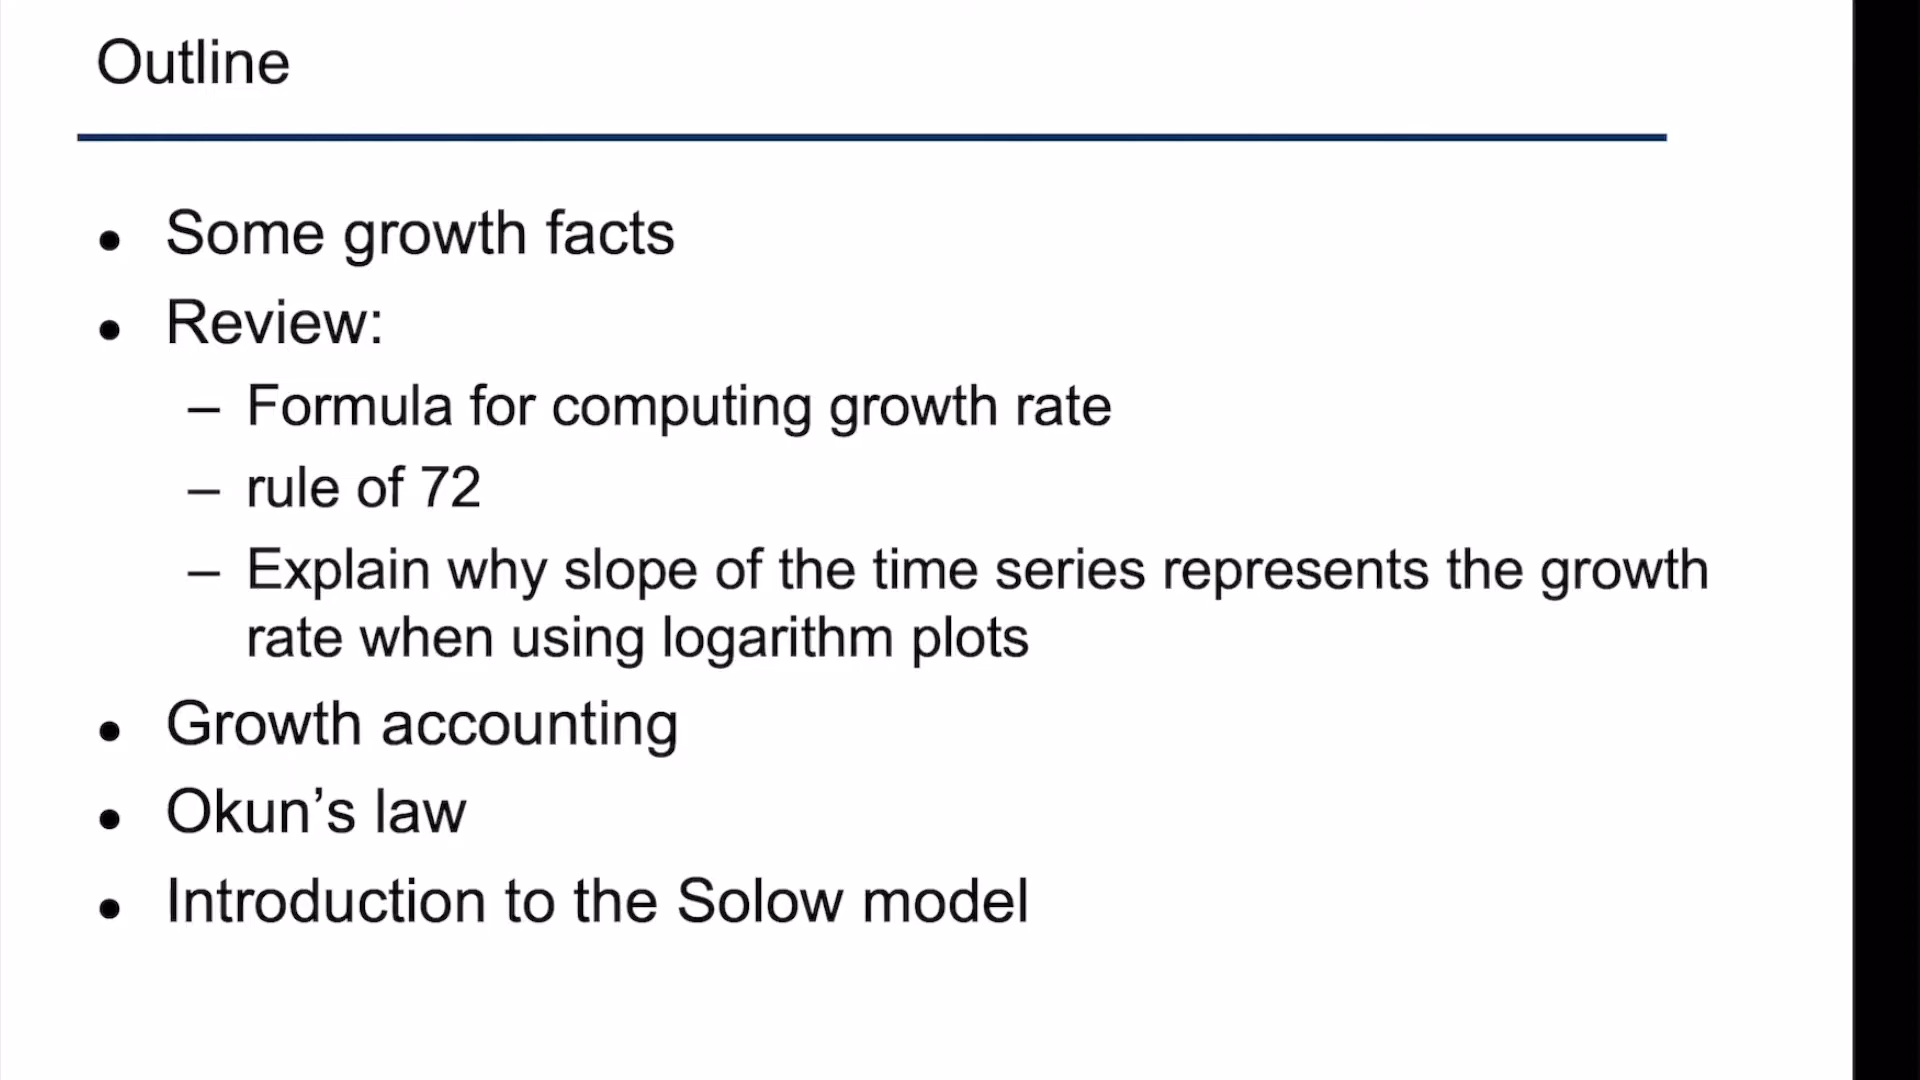 Outline
• Some growth facts
• Review:
– Formula for computing growth rate
– rule of 72
– Explain why slope of the time series represents the growth
rate when using logarithm plots
• Growth accounting
• Okun’s law
• Introduction to the Solow model